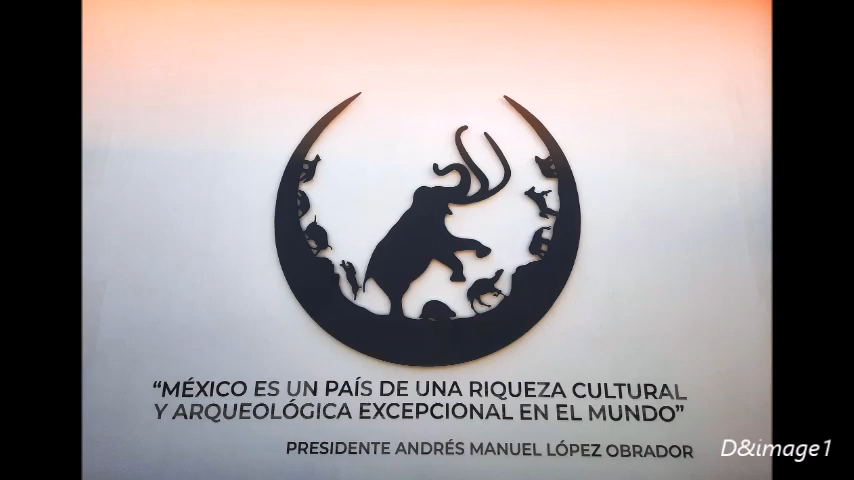 “MÉXICO ES UN PAÍS DE UNA RIQUEZA CULTURAL
Y ARQUEOLÓGICA EXCEPCIONAL EN EL MUNDO”
PRESIDENTE ANDRÉS MANUEL LÓPEZ OBRADOR
D&image1